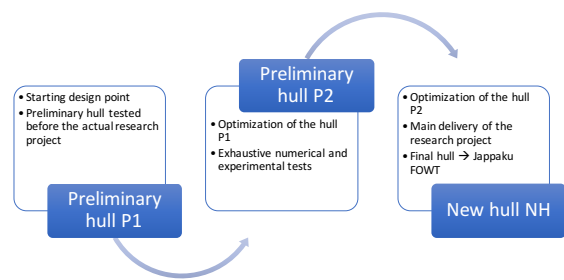 • Starting design point
• Preliminary hull tested
before the actual research
project
Preliminary
hull P1
Preliminary
hull P2
• Optimization of the hull
P1
• Exhaustive numerical and
experimental tests
• Optimization of the hull
P2
• Main delivery of the
research project
• Final hull → Jappaku
FOWT
New hull NH